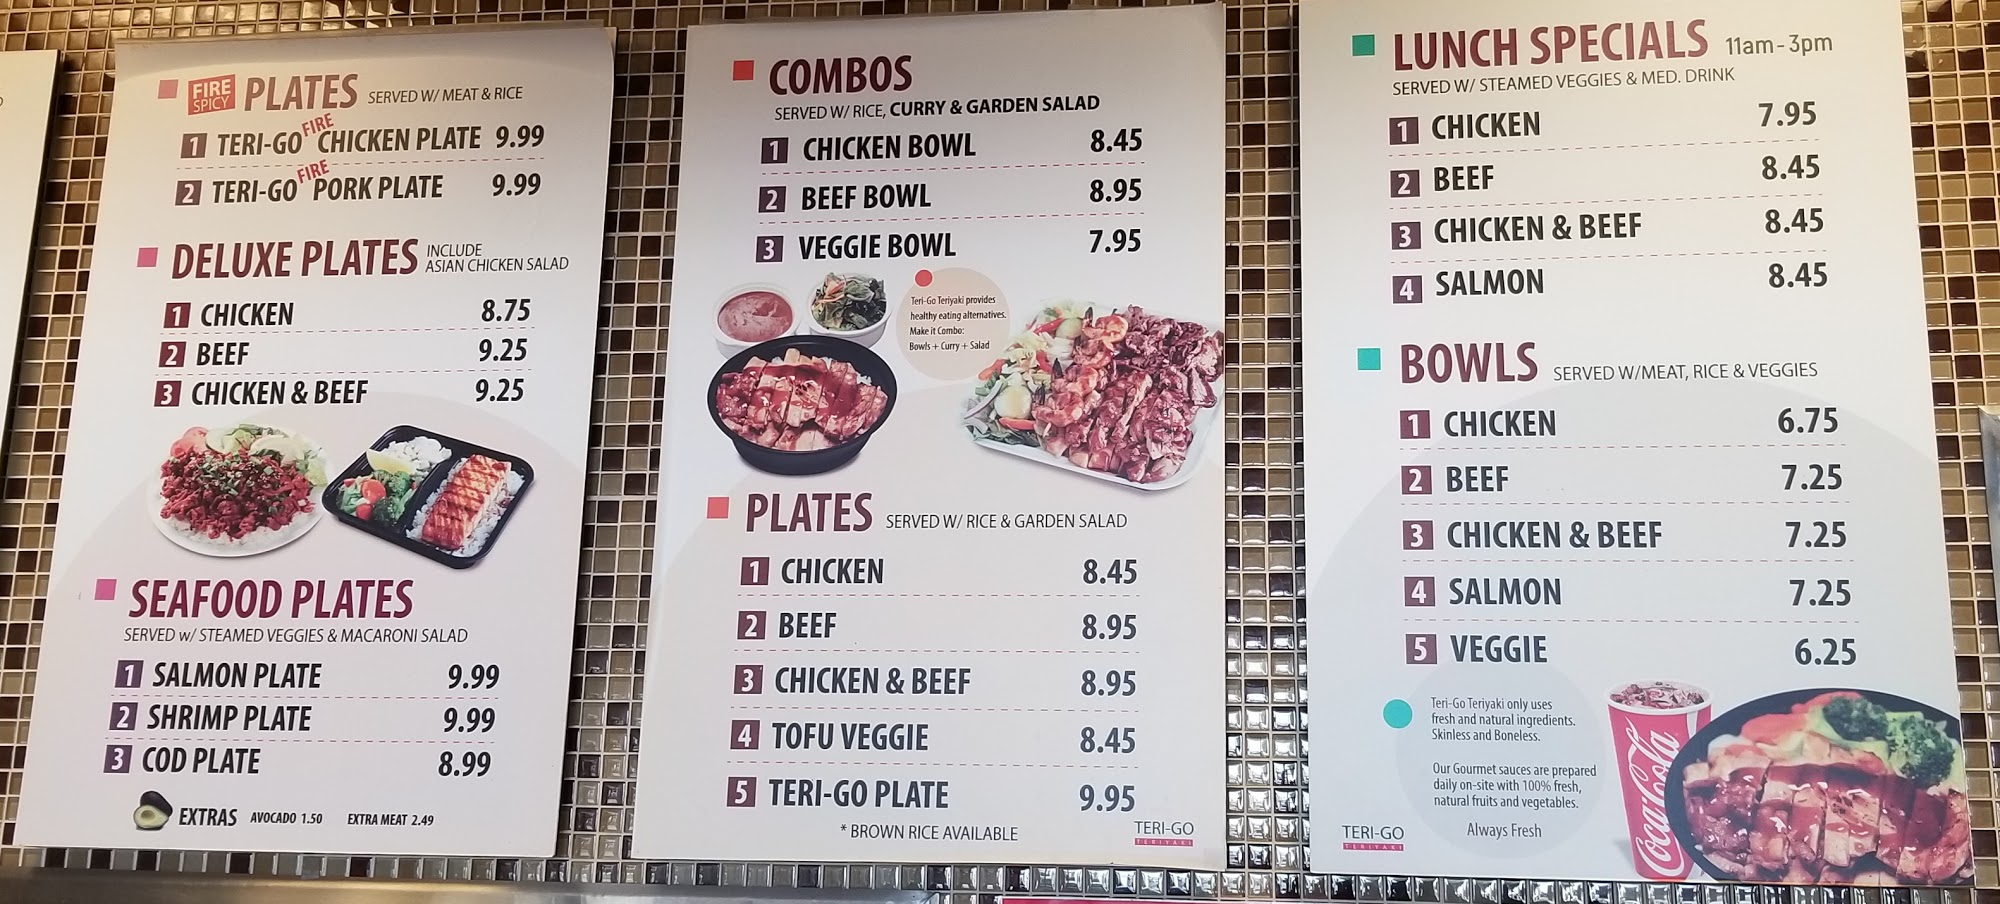 FIRE SPICY PLATES SERVED W/ MEAT & RICE
1 TERI-GO FIRE CHICKEN PLATE 9.99
2 TERI-GO FIRE PORK PLATE 9.99
DELUXE PLATES INCLUDE ASIAN CHICKEN SALAD
1 CHICKEN 8.75
2 BEEF 9.25
3 CHICKEN & BEEF 9.25
SEAFOOD PLATES
SERVED w/ STEAMED VEGGIES & MACARONI SALAD
1 SALMON PLATE 9.99
2 SHRIMP PLATE 9.99
3 COD PLATE 8.99
EXTRAS AVOCADO 1.50 EXTRA MEAT 2.49
COMBOS
SERVED W/ RICE, CURRY & GARDEN SALAD
1 CHICKEN BOWL 8.45
2 BEEF BOWL 8.95
3 VEGGIE BOWL 7.95
Teri-Go Teriyaki provides
healthy eating alternatives.
Make it Combo:
Bowls + Curry + Salad
PLATES SERVED W/ RICE & GARDEN SALAD
1 CHICKEN 8.45
2 BEEF 8.95
3 CHICKEN & BEEF 8.95
4 TOFU VEGGIE 8.45
5 TERI-GO PLATE 9.95
* BROWN RICE AVAILABLE
TERI-GO
TERIYAKI
LUNCH SPECIALS 11am - 3pm
SERVED W/ STEAMED VEGGIES & MED. DRINK
1 CHICKEN 7.95
2 BEEF 8.45
3 CHICKEN & BEEF 8.45
4 SALMON 8.45
BOWLS SERVED W/MEAT, RICE & VEGGIES
1 CHICKEN 6.75
2 BEEF 7.25
3 CHICKEN & BEEF 7.25
4 SALMON 7.25
5 VEGGIE 6.25
Teri-Go Teriyaki only uses
fresh and natural ingredients.
Skinless and Boneless.
Our Gourmet sauces are prepared
daily on-site with 100% fresh,
natural fruits and vegetables.
Always Fresh
TERI-GO
TERIYAKI
Coca-Cola